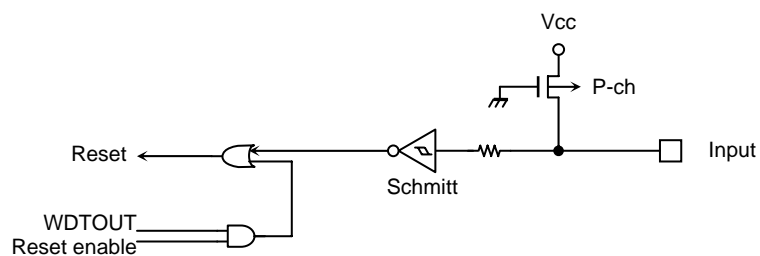 Vcc
P-ch
Reset
Input
Schmitt
WDTOUT
Reset enable